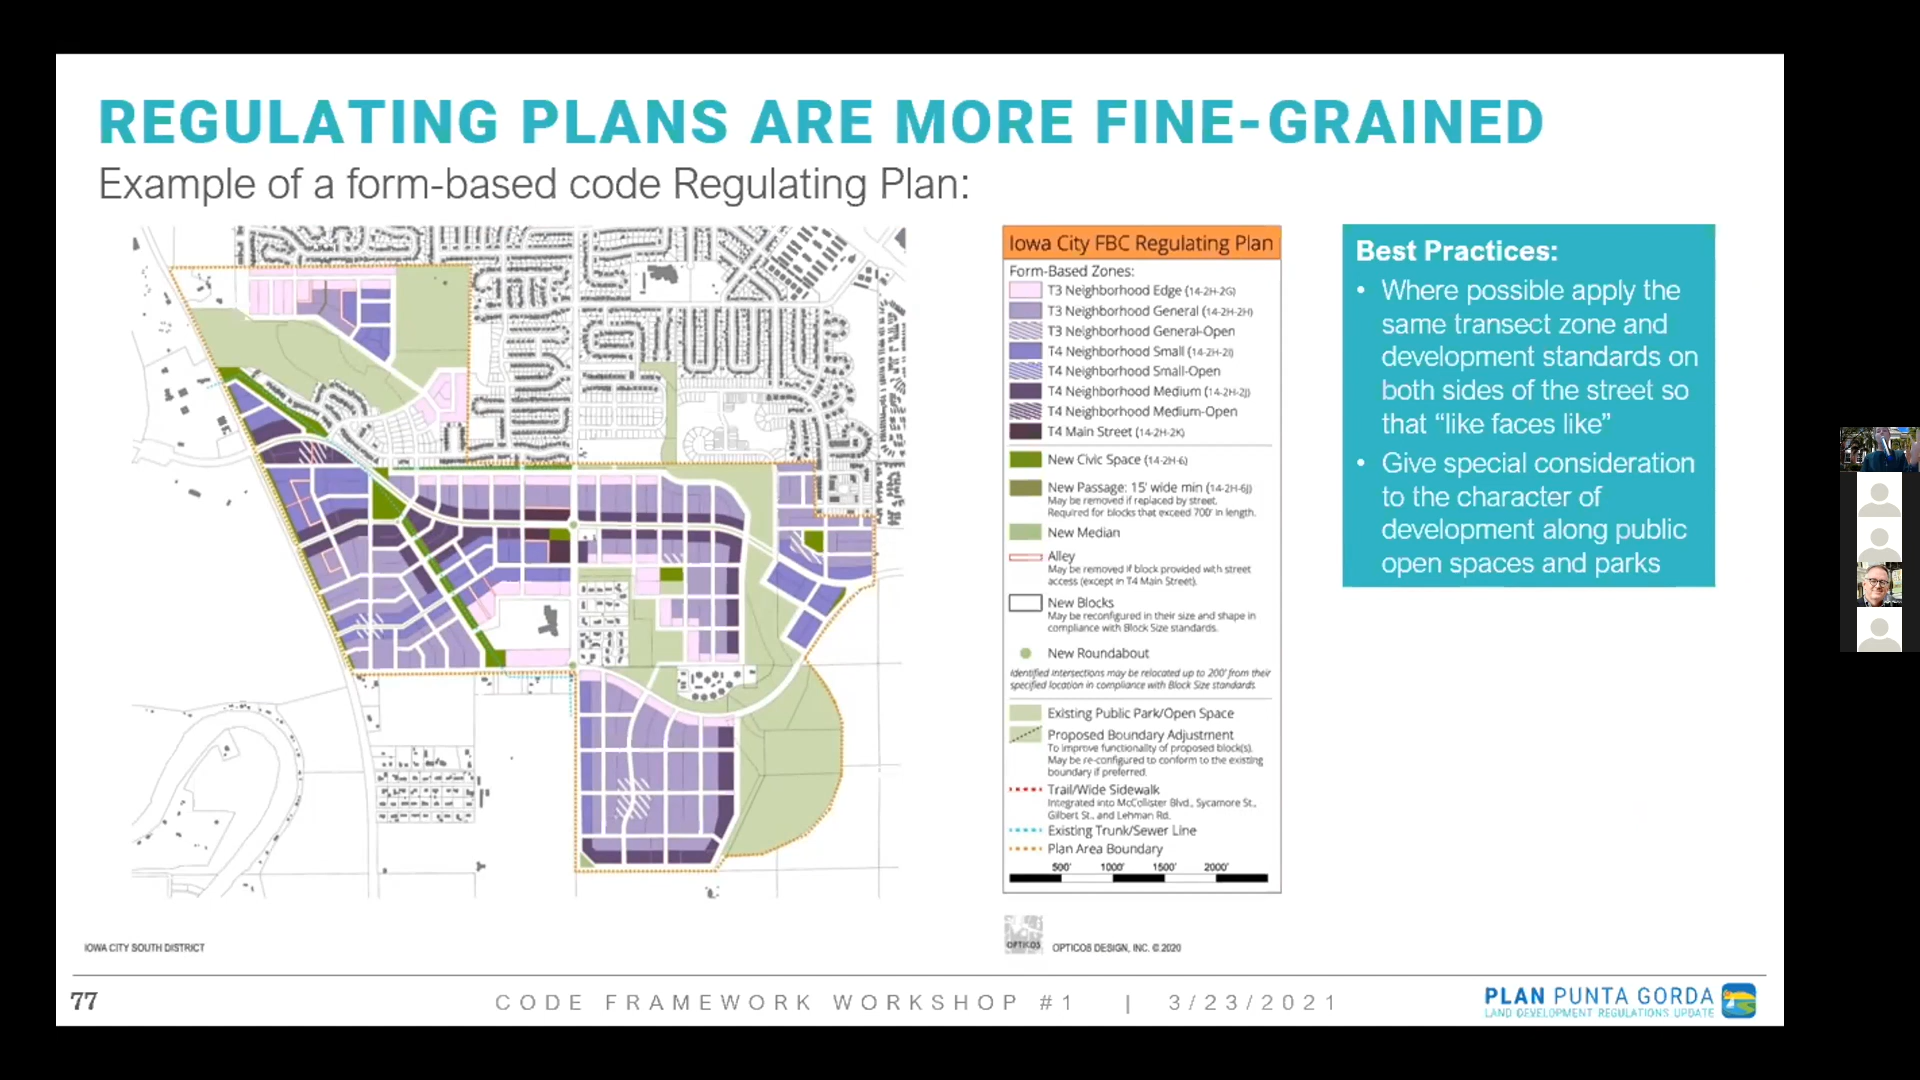 REGULATING PLANS ARE MORE FINE-GRAINED
Example of a form-based code Regulating Plan:
Iowa City FBC Regulating Plan
Form-Based Zones:
T3 Neighborhood Edge (14-2H-2G)
T3 Neighborhood General (14-2H-2H)
T3 Neighborhood General-Open
T4 Neighborhood Small (14-2H-2I)
T4 Neighborhood Small-Open
T4 Neighborhood Medium (14-2H-2J)
T4 Neighborhood Medium-Open
T4 Main Street (14-2H-2K)
New Civic Space (14-2H-6)
New Passage: 15' wide min (14-2H-6J)
May be removed if replaced by street.
Required for blocks that exceed 700' in length.
New Median
Alley
May be removed if block provided with street
access (except in T4 Main Street).
New Blocks
May be reconfigured in their size and shape in
compliance with Block Size standards.
New Roundabout
Identified intersections may be relocated up to 200' from their
specified location in compliance with Block Size standards.
Existing Public Park/Open Space
Proposed Boundary Adjustment
To improve functionality of proposed block(s).
May be re-configured to conform to the existing
boundary if preferred.
Trail/Wide Sidewalk
Integrated into McCollister Blvd., Sycamore St.,
Gilbert St., and Lehman Rd.
Existing Trunk/Sewer Line
Plan Area Boundary
500' 1000' 1500' 2000'
Best Practices:
• Where possible apply the
same transect zone and
development standards on
both sides of the street so
that “like faces like”
• Give special consideration
to the character of
development along public
open spaces and parks
IOWA CITY SOUTH DISTRICT
OPTICOS
OPTICOS DESIGN, INC. © 2020
77
CODE FRAMEWORK WORKSHOP #1 | 3/23/2021
PLAN PUNTA GORDA
LAND DEVELOPMENT REGULATIONS UPDATE